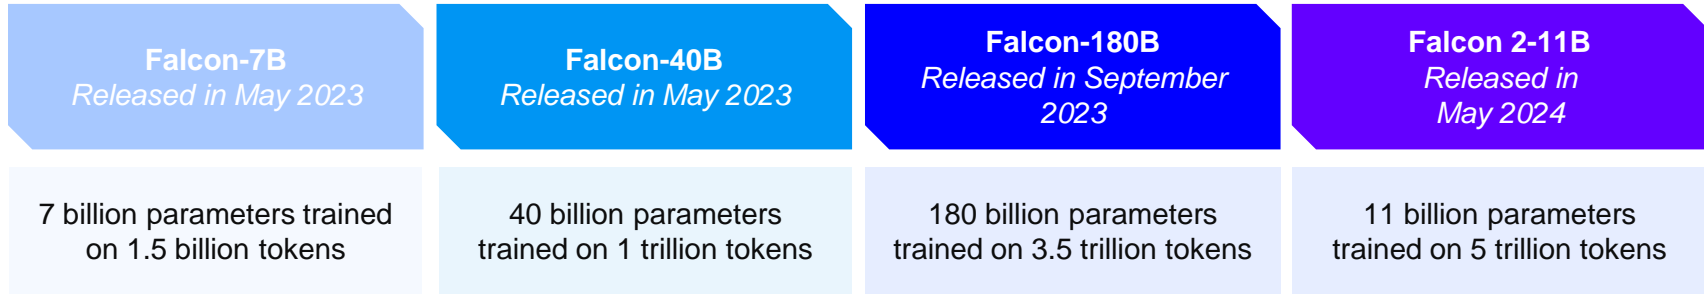 Falcon-7B
Released in May 2023
Falcon-40B
Released in May 2023
Falcon-180B
Released in September
2023
Falcon 2-11B
Released in
May 2024
7 billion parameters trained
on 1.5 billion tokens
40 billion parameters
trained on 1 trillion tokens
180 billion parameters
trained on 3.5 trillion tokens
11 billion parameters
trained on 5 trillion tokens